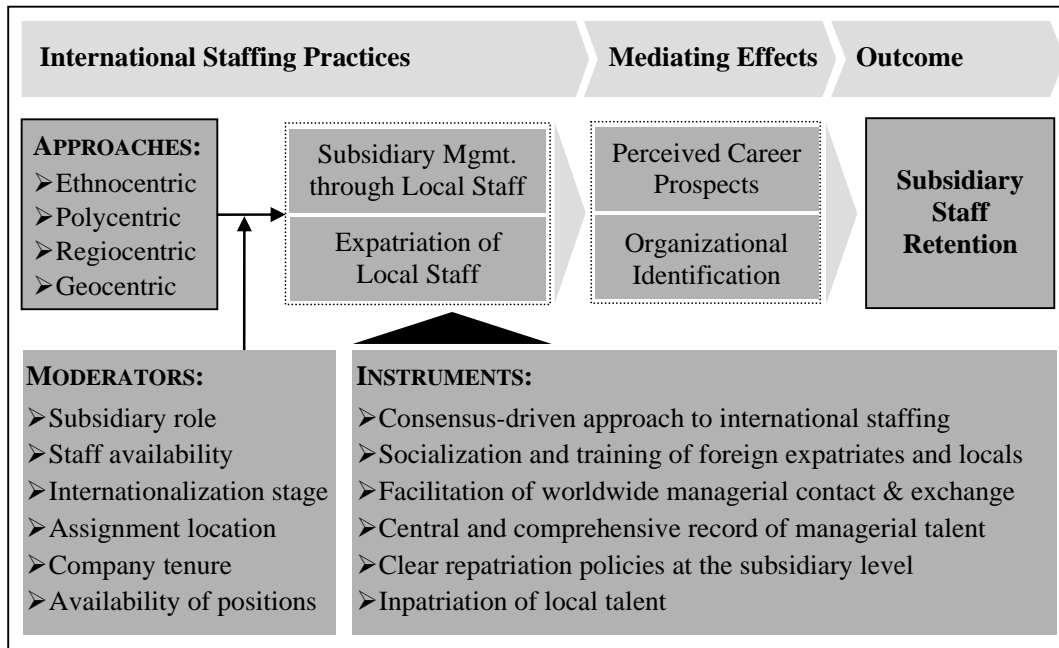 International Staffing Practices
Mediating Effects
Outcome
APPROACHES:
➢Ethnocentric
➢Polycentric
➢Regiocentric
➢Geocentric
Subsidiary Mgmt.
through Local Staff
Expatriation of
Local Staff
Perceived Career
Prospects
Organizational
Identification
Subsidiary
Staff
Retention
MODERATORS:
➢Subsidiary role
➢Staff availability
➢Internationalization stage
➢Assignment location
➢Company tenure
➢Availability of positions
INSTRUMENTS:
➢Consensus-driven approach to international staffing
➢Socialization and training of foreign expatriates and locals
➢Facilitation of worldwide managerial contact & exchange
➢Central and comprehensive record of managerial talent
➢Clear repatriation policies at the subsidiary level
➢Inpatriation of local talent